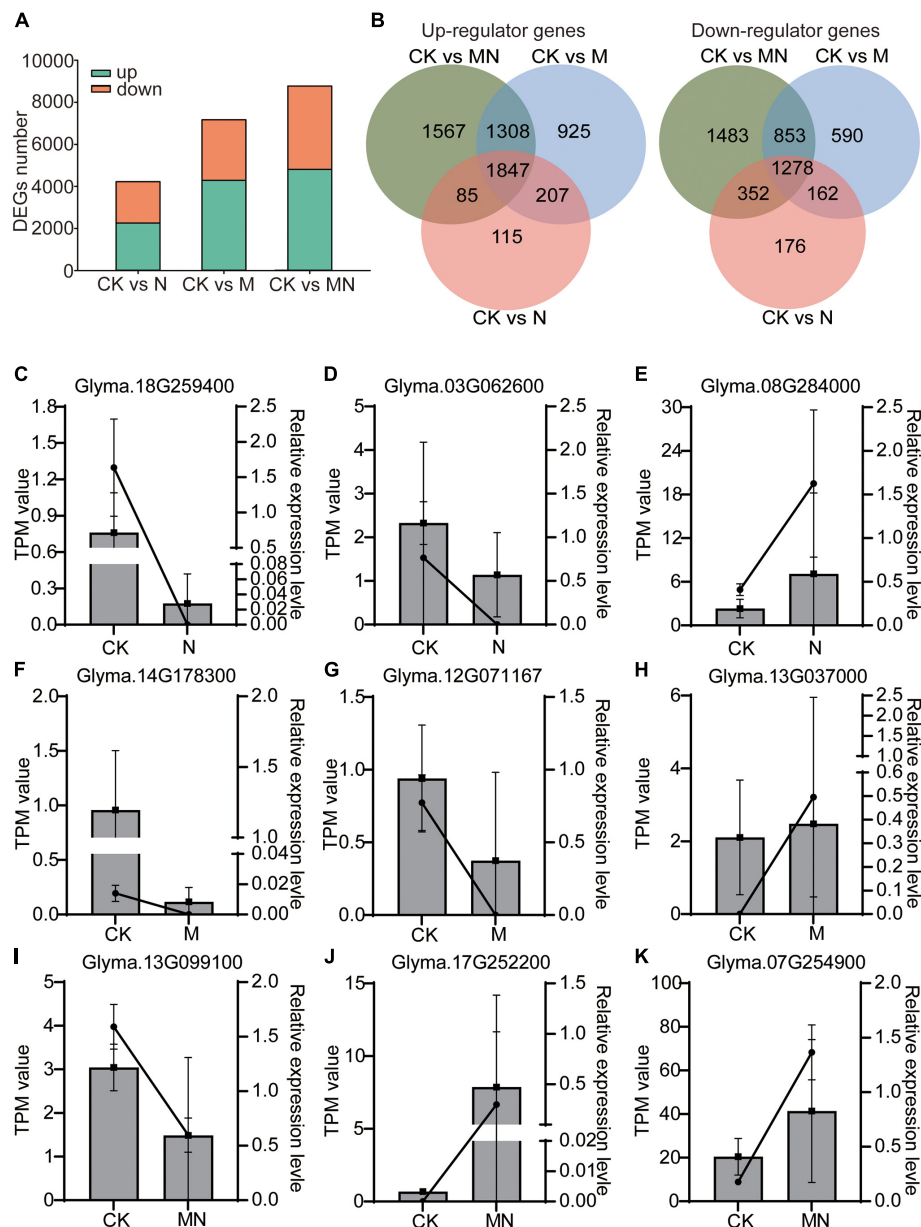 A
10000
8000
6000
4000
2000
0
DEGs number
up
down
CK vs N
CK vs M
CK vs MN
B
Up-regulator genes
CK vs MN
CK vs M
1567
1308
925
1847
85
207
115
CK vs N
Down-regulator genes
CK vs MN
CK vs M
1483
853
590
1278
352
162
176
CK vs N
C
Glyma.18G259400
TPM value
1.8
1.5
1.2
0.9
0.6
0.3
0.0
2.5
2.0
1.5
1.0
0.5
0.08
0.06
0.04
0.02
0.00
Relative expression levle
CK
N
D
Glyma.03G062600
TPM value
5
4
3
2
1
0
2.5
2.0
1.5
1.0
0.5
0.0
Relative expression levle
CK
N
E
Glyma.08G284000
TPM value
30
24
18
12
6
0
2.5
2.0
1.5
1.0
0.5
0.0
Relative expression levle
CK
N
F
Glyma.14G178300
TPM value
2.0
1.5
1.0
0.5
0.0
2.0
1.5
1.0
0.04
0.02
0.00
Relative expression levle
CK
M
G
Glyma.12G071167
TPM value
1.5
1.0
0.5
0.0
1.5
1.0
0.5
0.0
Relative expression levle
CK
M
H
Glyma.13G037000
TPM value
6
4
2
0
2.5
2.0
1.5
1.0
0.6
0.5
0.3
0.2
0.1
0.0
Relative expression levle
CK
M
I
Glyma.13G099100
TPM value
5
4
3
2
1
0
2.0
1.5
1.0
0.5
0.0
Relative expression levle
CK
MN
J
Glyma.17G252200
TPM value
15
10
5
0
1.5
1.0
0.5
0.02
0.01
0.00
Relative expression levle
CK
MN
K
Glyma.07G254900
TPM value
100
80
60
40
20
0
2.0
1.5
1.0
0.5
0.0
Relative expression levle
CK
MN